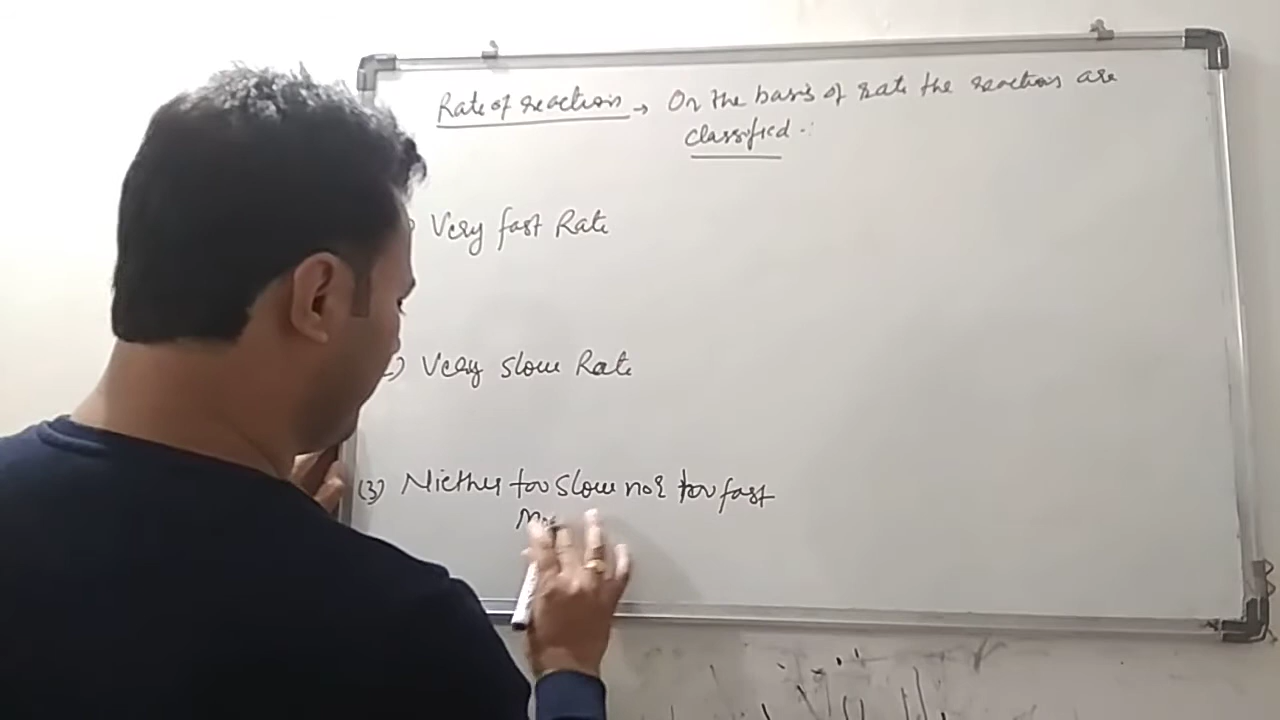 Rate of reaction → On the basis of rate the reactions are
classified .:
) Very fast Rate
) Very slow Rate
(3) Niether too slow nor too fast